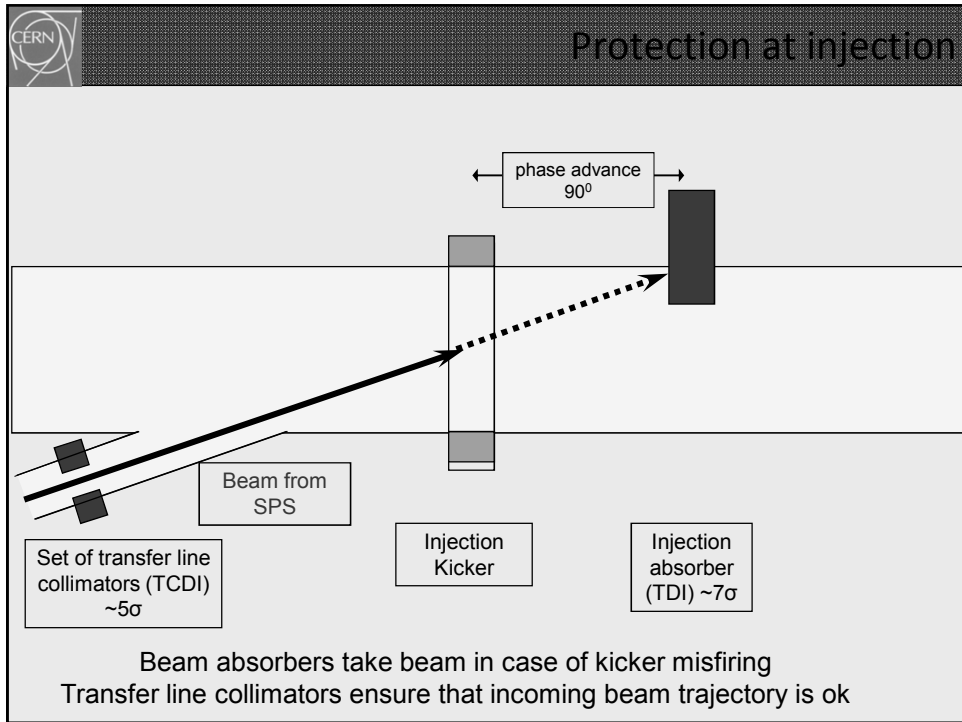 CERN
Protection at injection
phase advance
90⁰
Beam from
SPS
Set of transfer line
collimators (TCDI)
~5σ
Injection
Kicker
Injection
absorber
(TDI) ~7σ
Beam absorbers take beam in case of kicker misfiring
Transfer line collimators ensure that incoming beam trajectory is ok